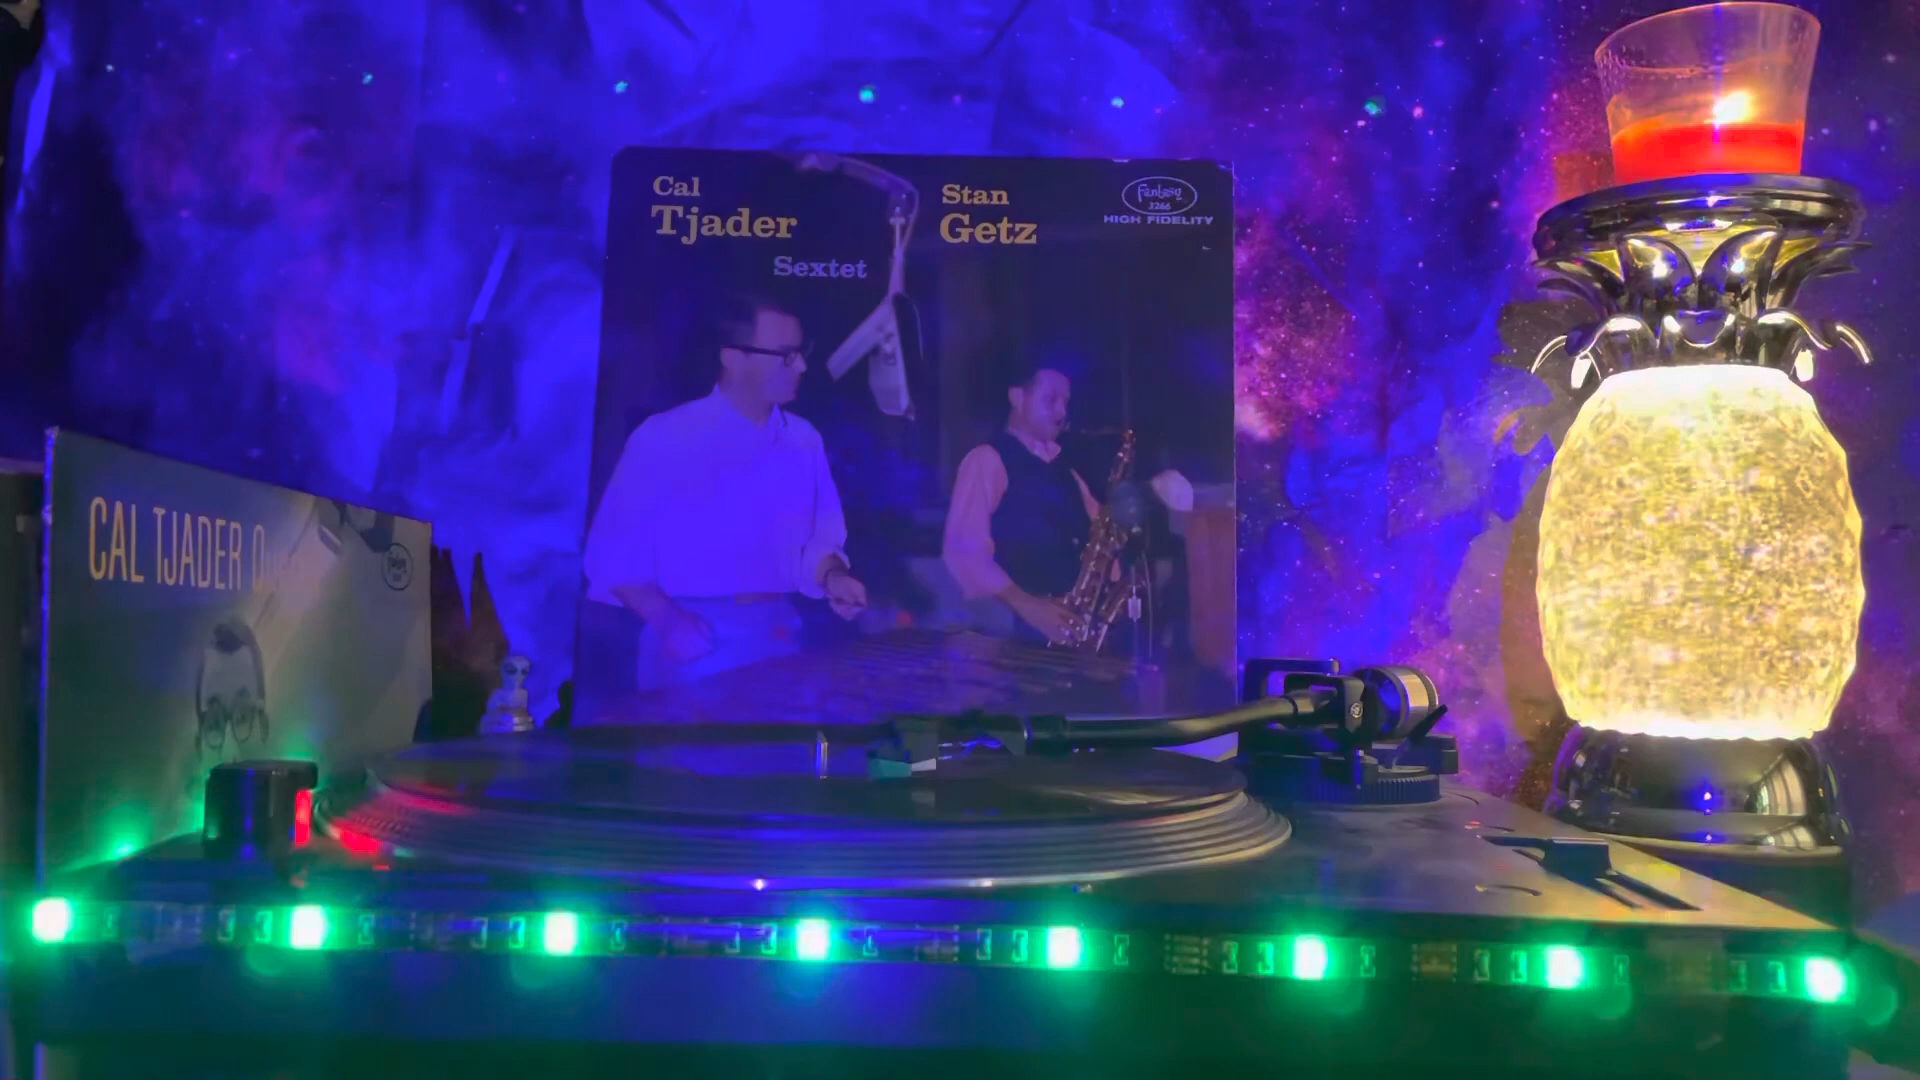 Cal
Tjader
Sextet
Stan
Getz
Fantasy
3266
HIGH FIDELITY
CAL TJADER